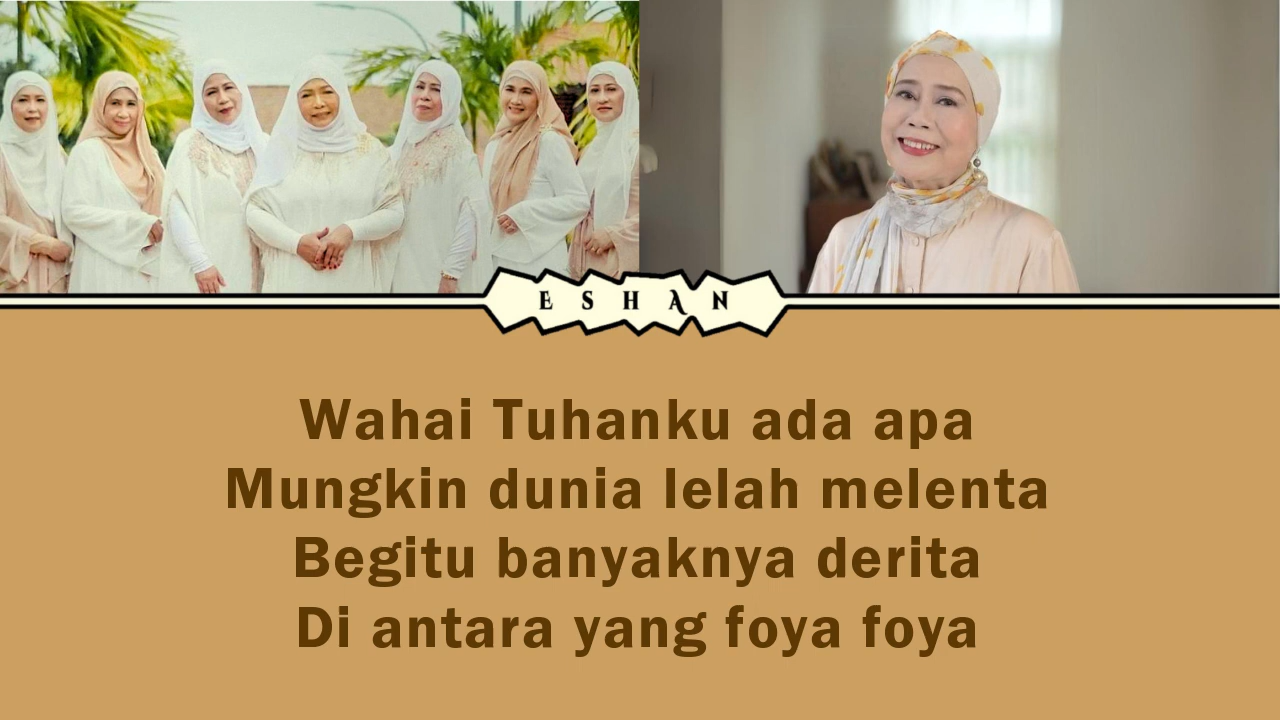 ESHAN
Wahai Tuhanku ada apa
Mungkin dunia lelah melenta
Begitu banyaknya derita
Di antara yang foya foya